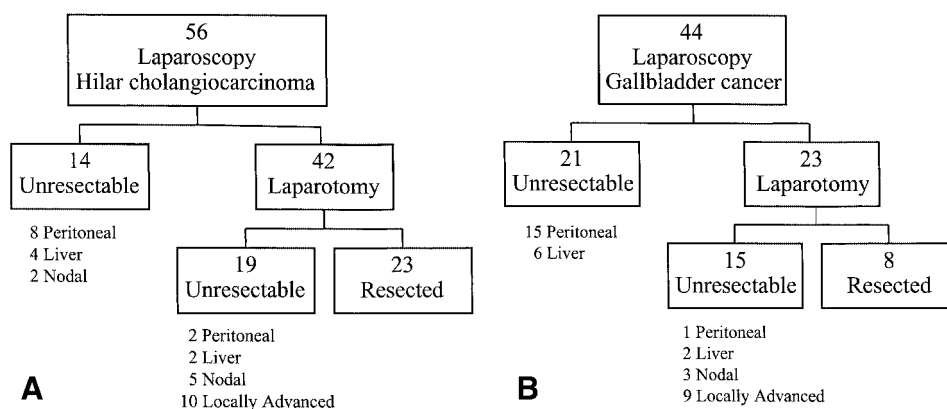 56
Laparoscopy
Hilar cholangiocarcinoma
14
Unresectable
42
Laparotomy
8 Peritoneal
4 Liver
2 Nodal
19
Unresectable
23
Resected
2 Peritoneal
2 Liver
5 Nodal
10 Locally Advanced
A
44
Laparoscopy
Gallbladder cancer
21
Unresectable
23
Laparotomy
15 Peritoneal
6 Liver
15
Unresectable
8
Resected
1 Peritoneal
2 Liver
3 Nodal
9 Locally Advanced
B